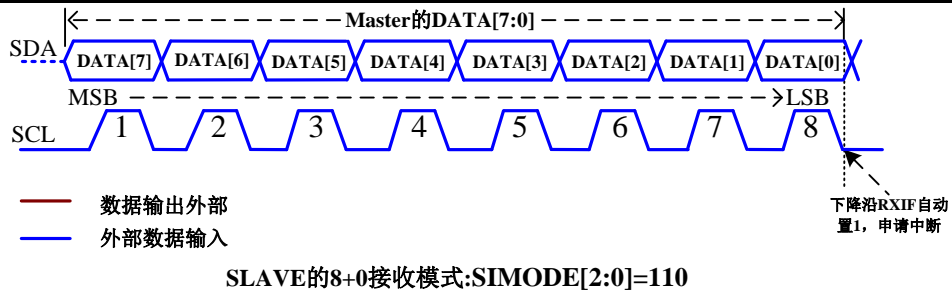 Master的DATA[7:0]
SDA
DATA[7] DATA[6] DATA[5] DATA[4] DATA[3] DATA[2] DATA[1] DATA[0]
MSB LSB
SCL
1 2 3 4 5 6 7 8
数据输出外部
外部数据输入
下降沿RXIF自动
置1，申请中断
SLAVE的8+0接收模式:SIMODE[2:0]=110